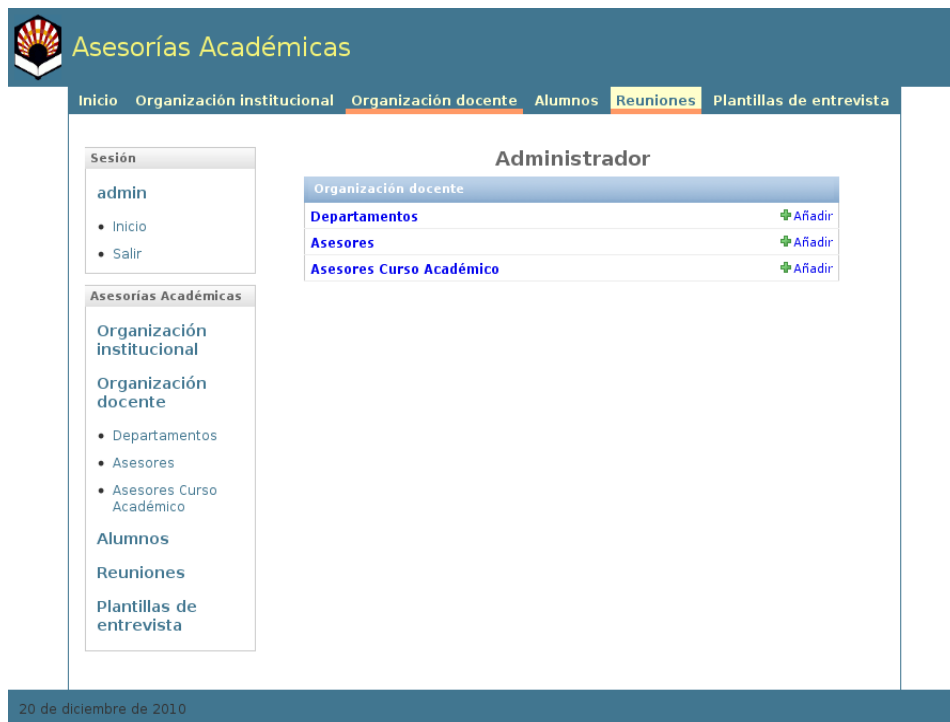 Asesorías Académicas
Inicio Organización institucional Organización docente Alumnos Reuniones Plantillas de entrevista
Sesión
admin
Inicio
Salir
Asesorías Académicas
Organización
institucional
Organización
docente
Departamentos
Asesores
Asesores Curso
Académico
Alumnos
Reuniones
Plantillas de
entrevista
Administrador
Organización docente
Departamentos Añadir
Asesores Añadir
Asesores Curso Académico Añadir
20 de diciembre de 2010